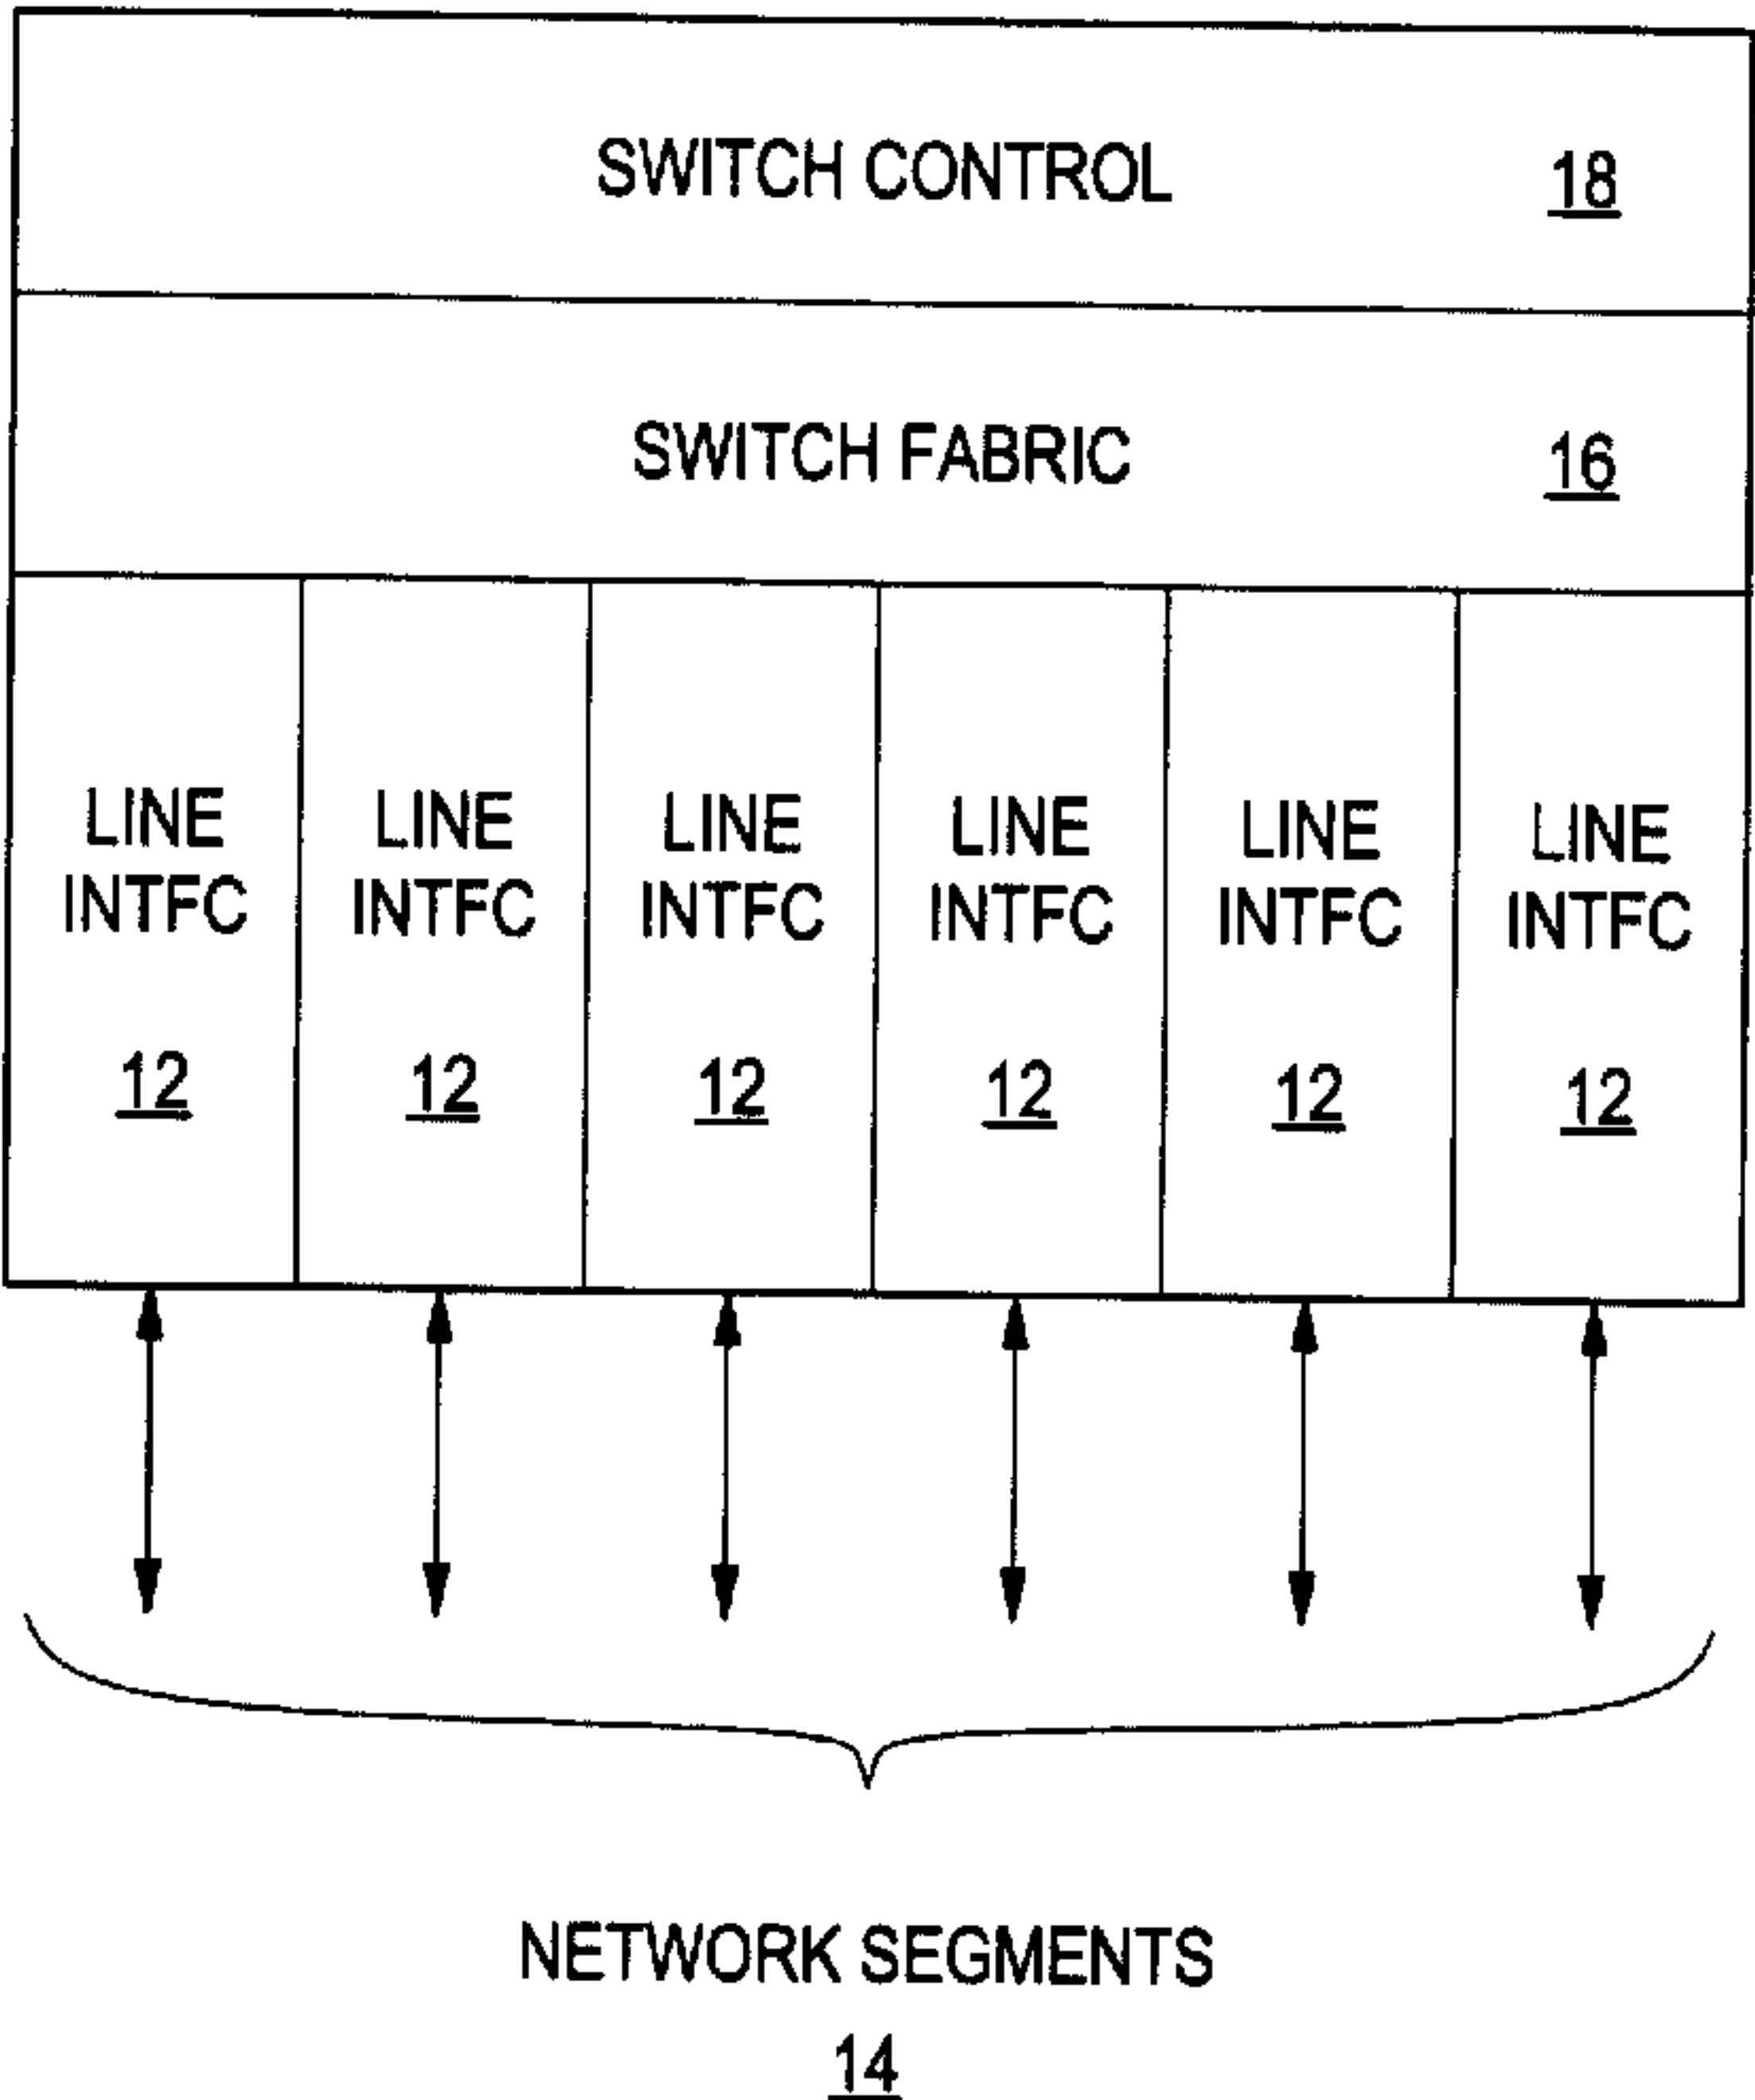 SWITCH CONTROL 18
SWITCH FABRIC 16
LINE LINE LINE LINE LINE LINE
INTFC INTFC INTFC INTFC INTFC INTFC
12 12 12 12 12 12
NETWORK SEGMENTS
14